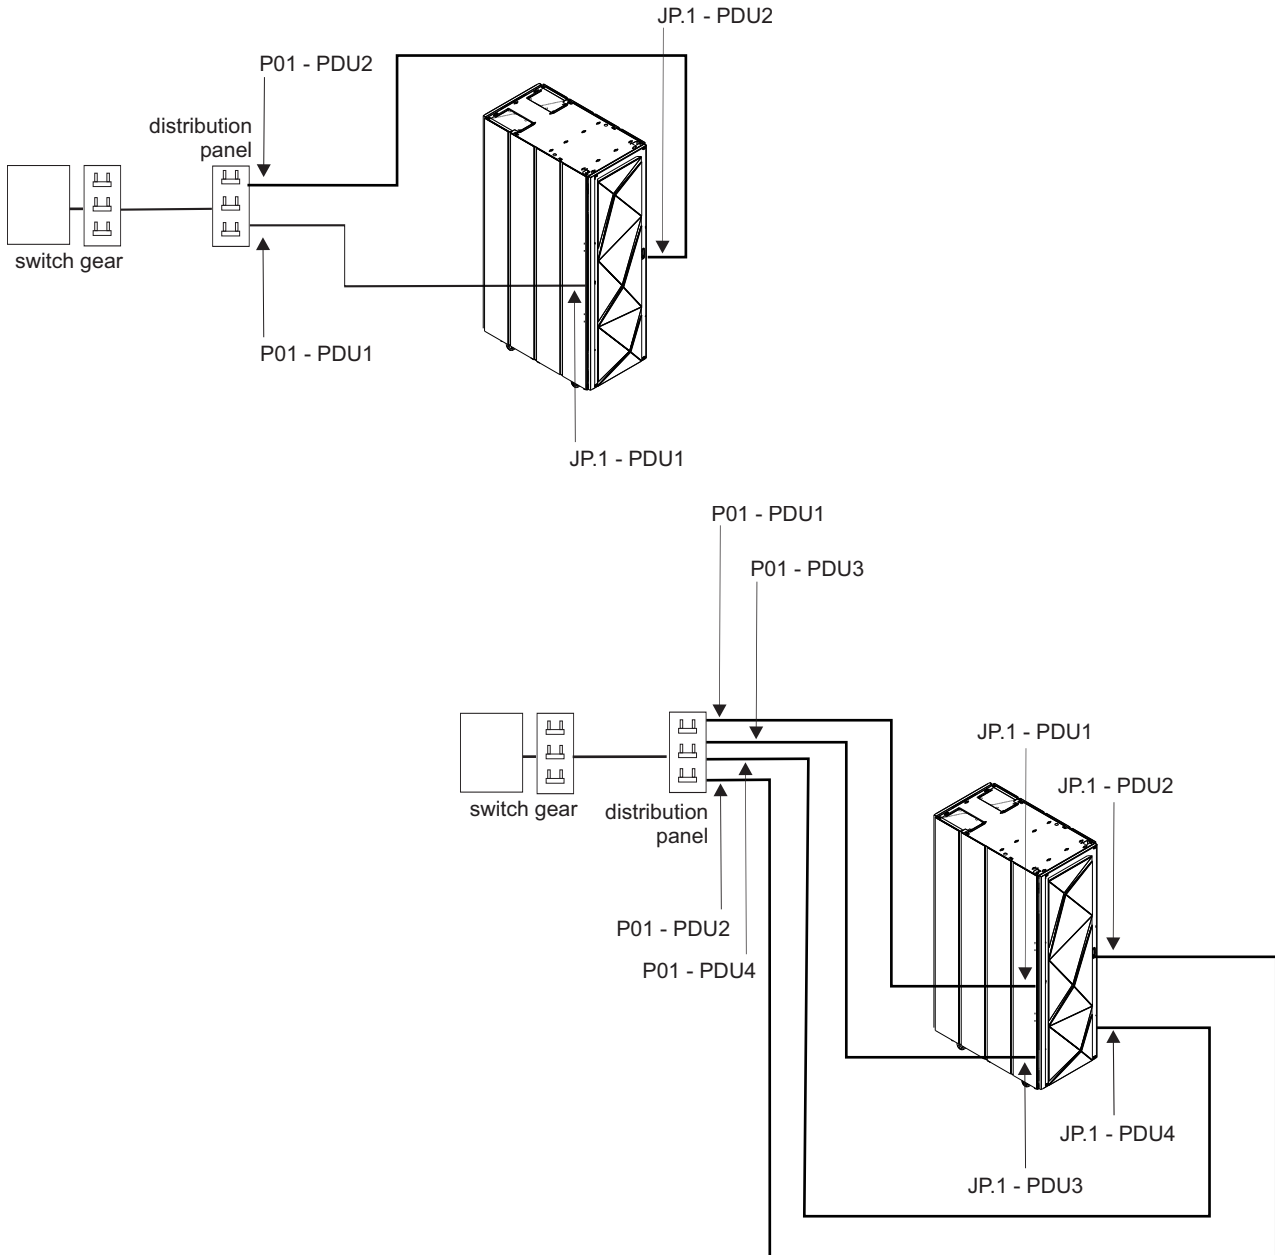 JP.1 - PDU2
P01 - PDU2
distribution
panel
switch gear
P01 - PDU1
JP.1 - PDU1
P01 - PDU1
P01 - PDU3
JP.1 - PDU1
JP.1 - PDU2
switch gear
distribution
panel
P01 - PDU2
P01 - PDU4
JP.1 - PDU4
JP.1 - PDU3